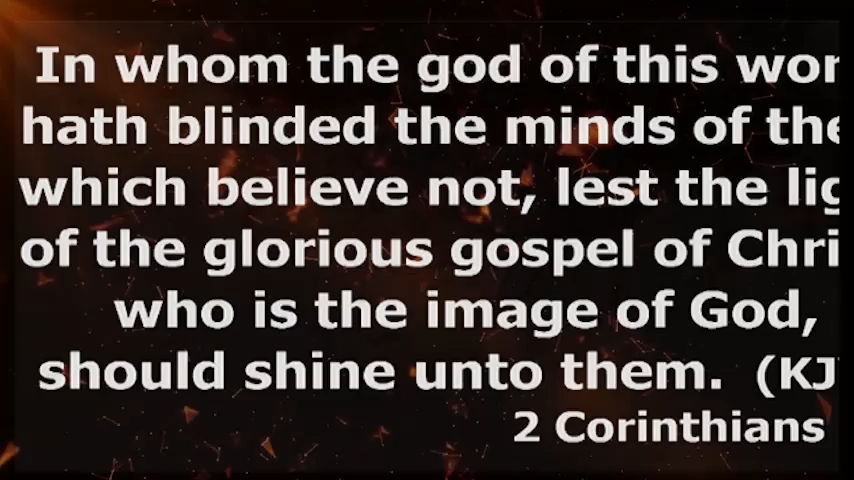 In whom the god of this wor
hath blinded the minds of the
which believe not, lest the lig
of the glorious gospel of Chri
who is the image of God,
should shine unto them. (KJ
2 Corinthians